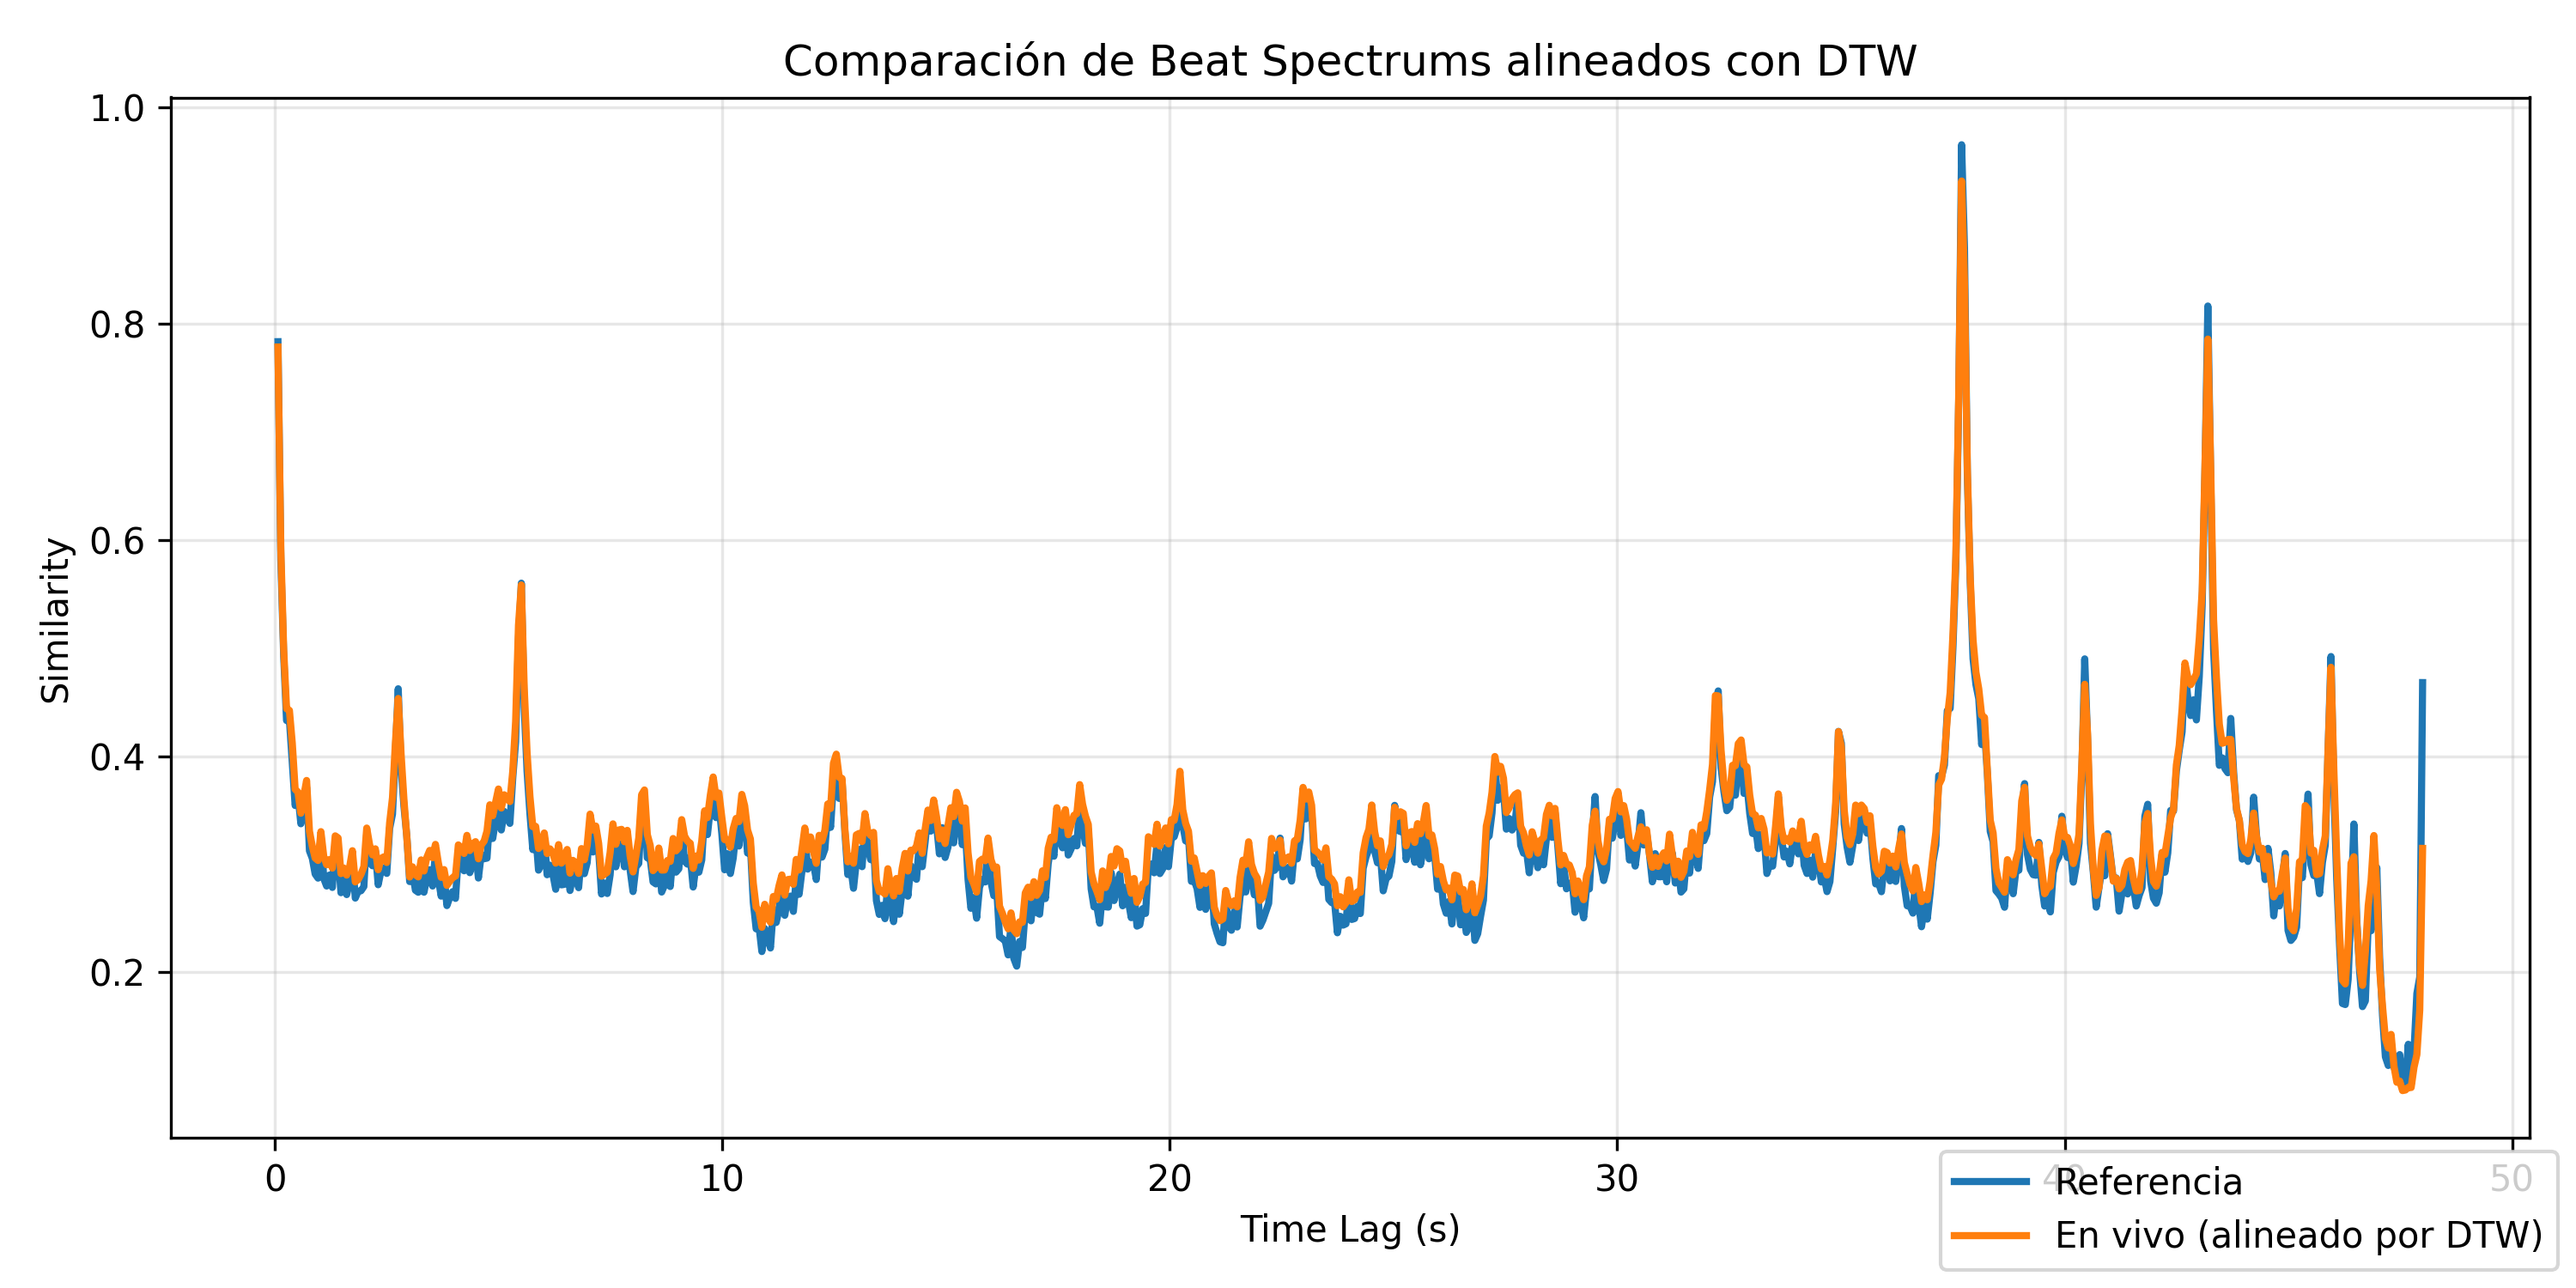 Comparación de Beat Spectrums alineados con DTW
1.0
0.8
0.6
0.4
0.2
Similarity
0 10 20 30 40 50
Time Lag (s)
Referencia
En vivo (alineado por DTW)